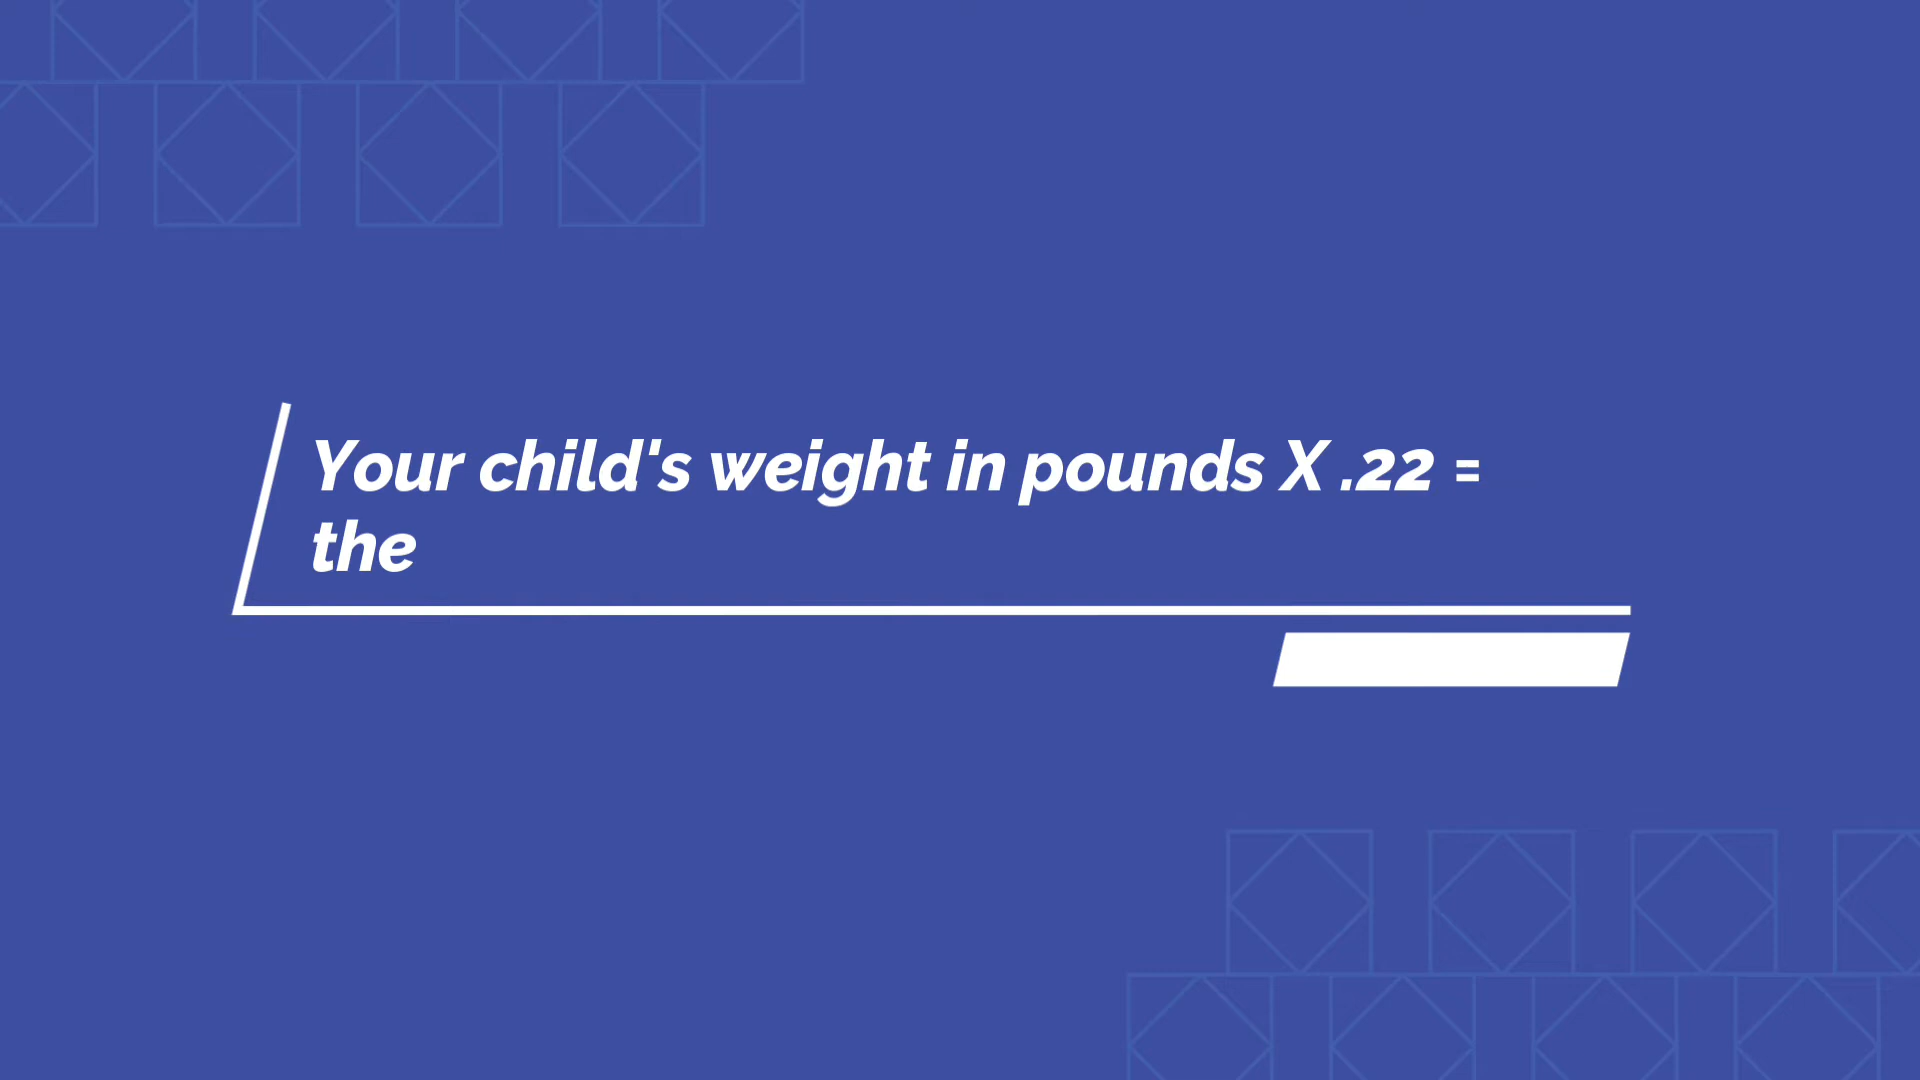 Your child's weight in pounds X .22 =
the